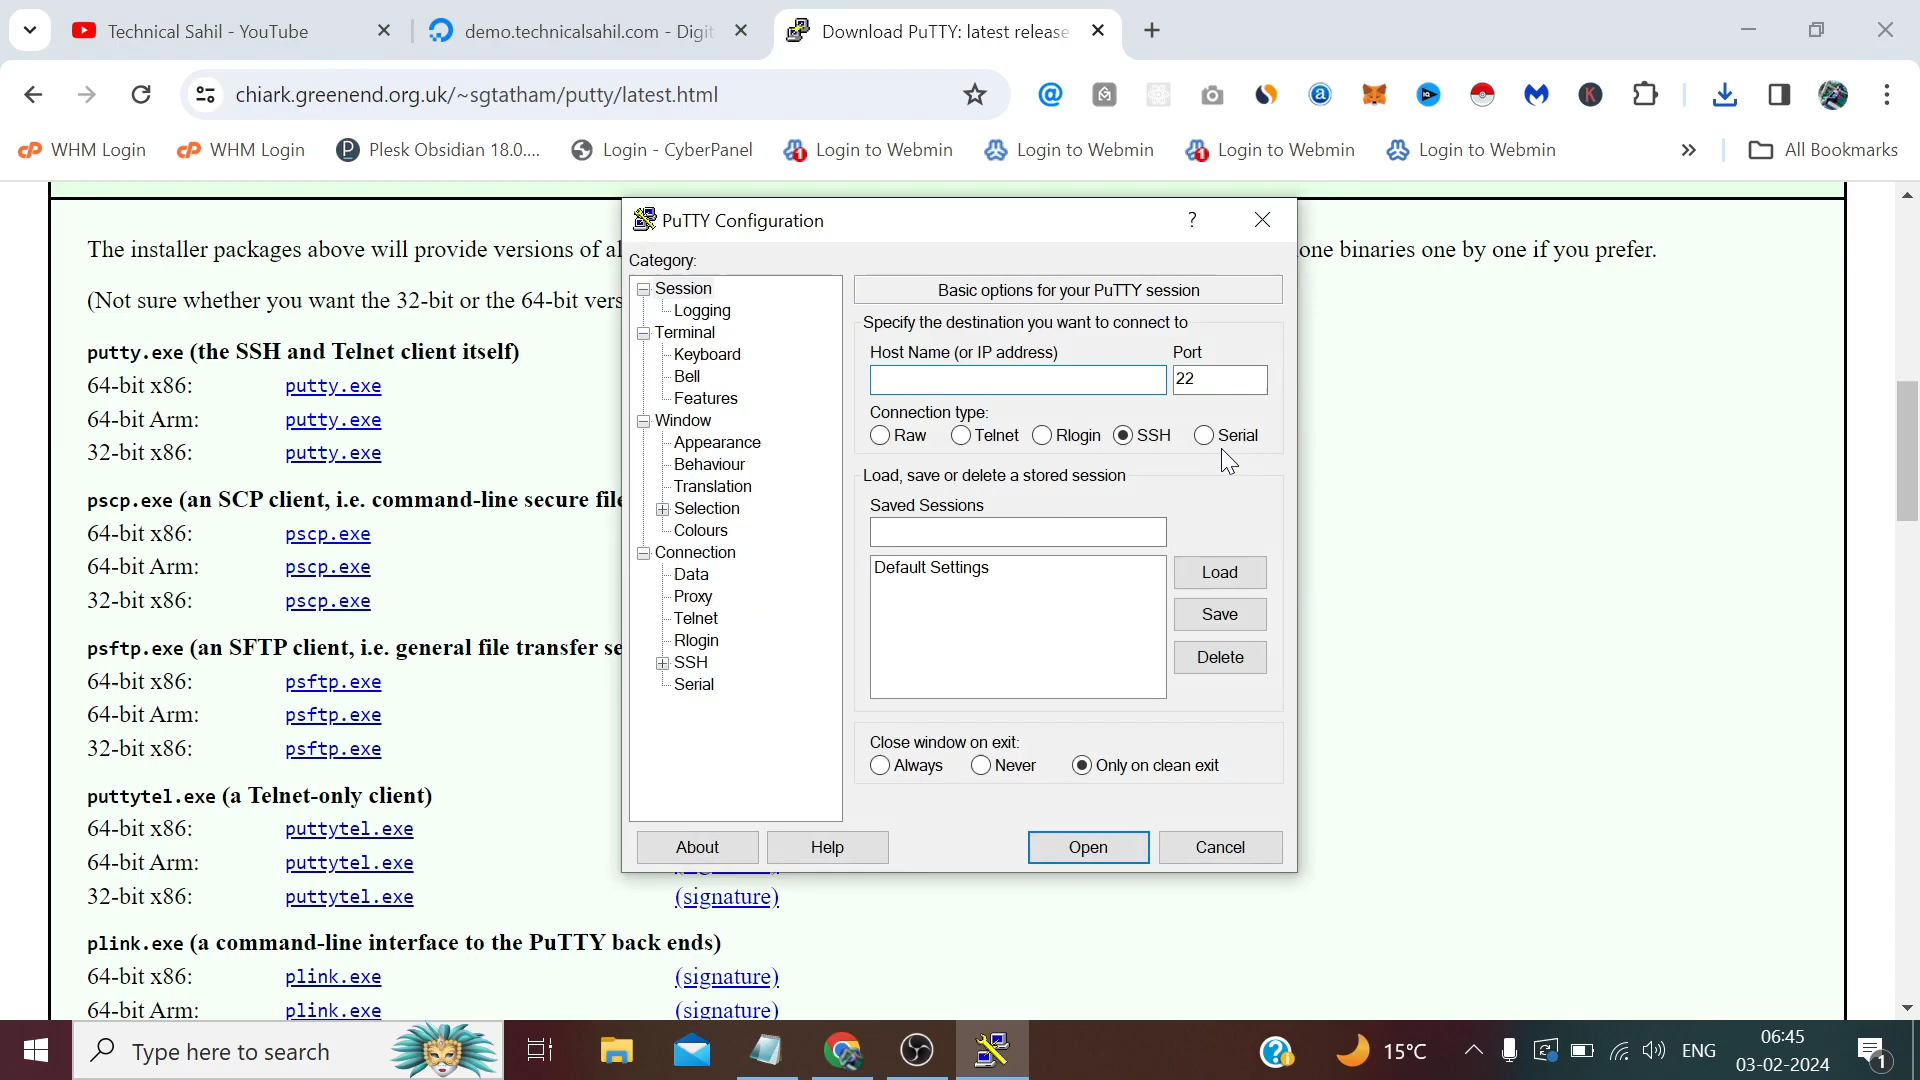 Technical Sahil - YouTube
demo.technicalsahil.com - Digit
Download PuTTY: latest release
chiark.greenend.org.uk/~sgtatham/putty/latest.html
WHM Login
WHM Login
Plesk Obsidian 18.0....
Login - CyberPanel
Login to Webmin
Login to Webmin
Login to Webmin
Login to Webmin
All Bookmarks
The installer packages above will provide versions of al
one binaries one by one if you prefer.
(Not sure whether you want the 32-bit or the 64-bit vers
putty.exe (the SSH and Telnet client itself)
64-bit x86: putty.exe
64-bit Arm: putty.exe
32-bit x86: putty.exe
pscp.exe (an SCP client, i.e. command-line secure file
64-bit x86: pscp.exe
64-bit Arm: pscp.exe
32-bit x86: pscp.exe
psftp.exe (an SFTP client, i.e. general file transfer se
64-bit x86: psftp.exe
64-bit Arm: psftp.exe
32-bit x86: psftp.exe
puttytel.exe (a Telnet-only client)
64-bit x86: puttytel.exe
64-bit Arm: puttytel.exe
32-bit x86: puttytel.exe (signature)
plink.exe (a command-line interface to the PuTTY back ends)
64-bit x86: plink.exe (signature)
64-bit Arm: plink.exe (signature)
PuTTY Configuration
?
Category:
Session
Logging
Terminal
Keyboard
Bell
Features
Window
Appearance
Behaviour
Translation
Selection
Colours
Connection
Data
Proxy
Telnet
Rlogin
SSH
Serial
Basic options for your PuTTY session
Specify the destination you want to connect to
Host Name (or IP address) Port
22
Connection type:
Raw Telnet Rlogin SSH Serial
Load, save or delete a stored session
Saved Sessions
Default Settings
Load
Save
Delete
Close window on exit:
Always Never Only on clean exit
About Help Open Cancel
Type here to search
15°C
ENG
06:45
03-02-2024
1